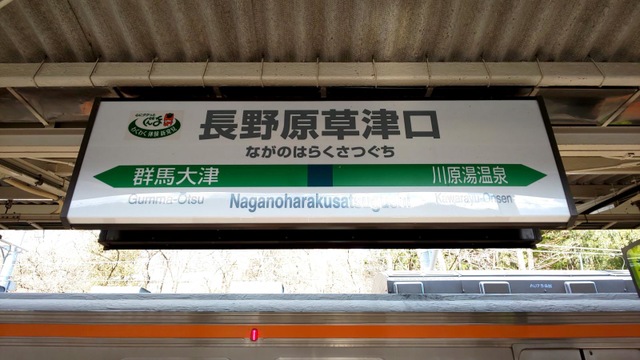 長野原草津口
ながのはらくさつぐち
群馬大津
川原湯温泉
Gumma-Ōtsu
Naganoharakusatsuguchi
Kawarayu-Onsen